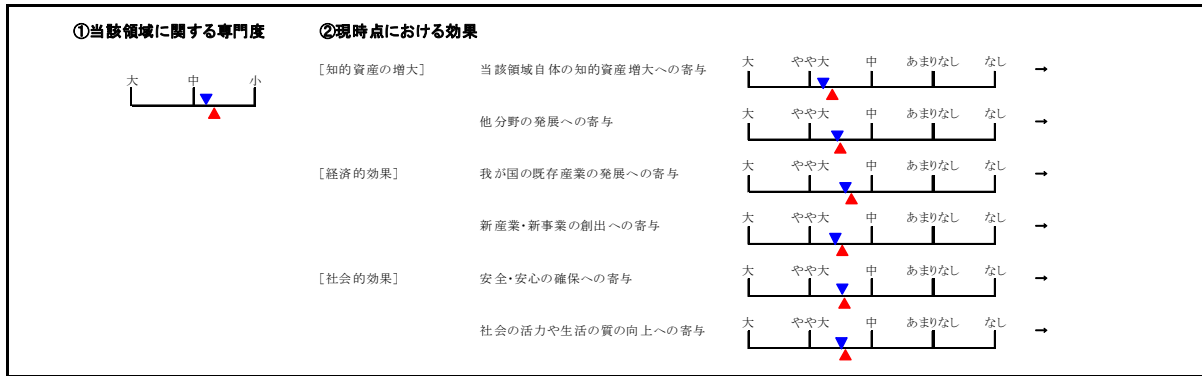 ①当該領域に関する専門度 ②現時点における効果
大 中 小
[知的資産の増大] 当該領域自体の知的資産増大への寄与 大 やや大 中 あまりなし なし →
他分野の発展への寄与 大 やや大 中 あまりなし なし →
[経済的効果] 我が国の既存産業の発展への寄与 大 やや大 中 あまりなし なし →
新産業・新事業の創出への寄与 大 やや大 中 あまりなし なし →
[社会的効果] 安全・安心の確保への寄与 大 やや大 中 あまりなし なし →
社会の活力や生活の質の向上への寄与 大 やや大 中 あまりなし なし →